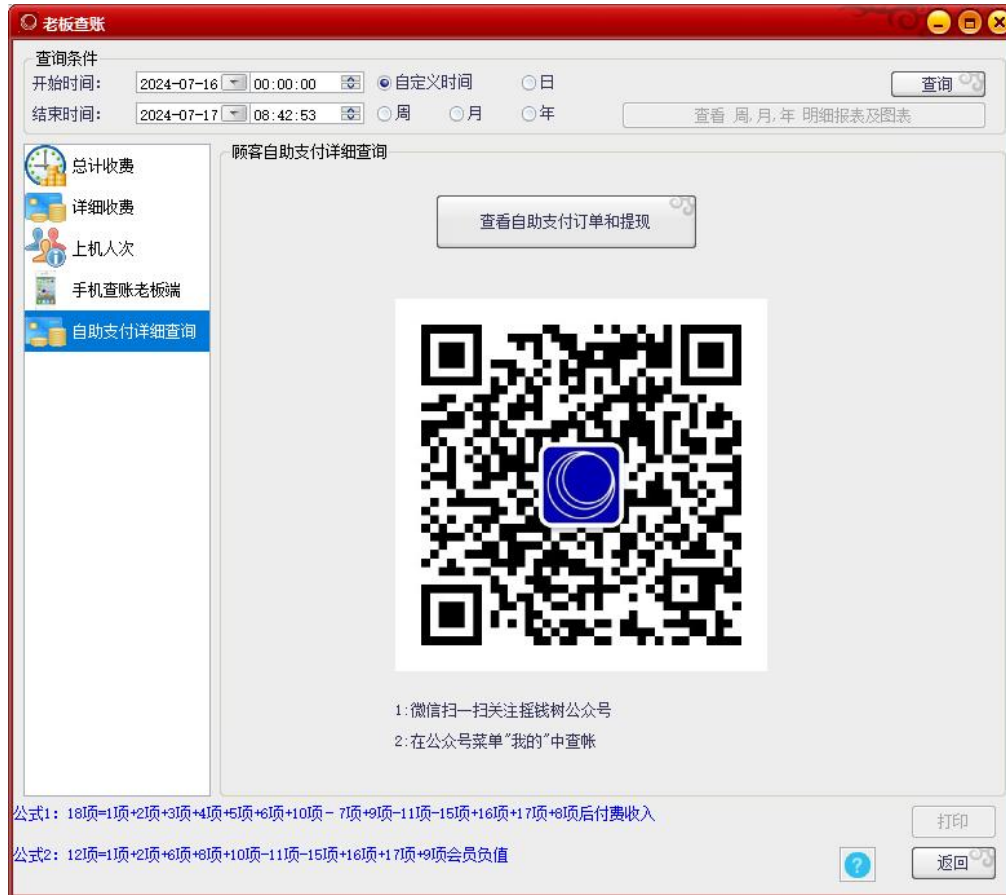 老板查账
查询条件
开始时间: 2024-07-16 00:00:00 自定义时间 日 查询
结束时间: 2024-07-17 08:42:53 周 月 年 查看 周,月,年 明细报表及图表
总计收费
详细收费
上机人次
手机查账老板端
自助支付详细查询
顾客自助支付详细查询
查看自助支付订单和提现
1:微信扫一扫关注摇钱树公众号
2:在公众号菜单"我的"中查帐
公式1: 18项=1项+2项+3项+4项+5项+6项+10项- 7项+9项-11项-15项+16项+17项+8项后付费收入
打印
公式2: 12项=1项+2项+6项+8项+10项-11项-15项+16项+17项+9项会员负值
返回